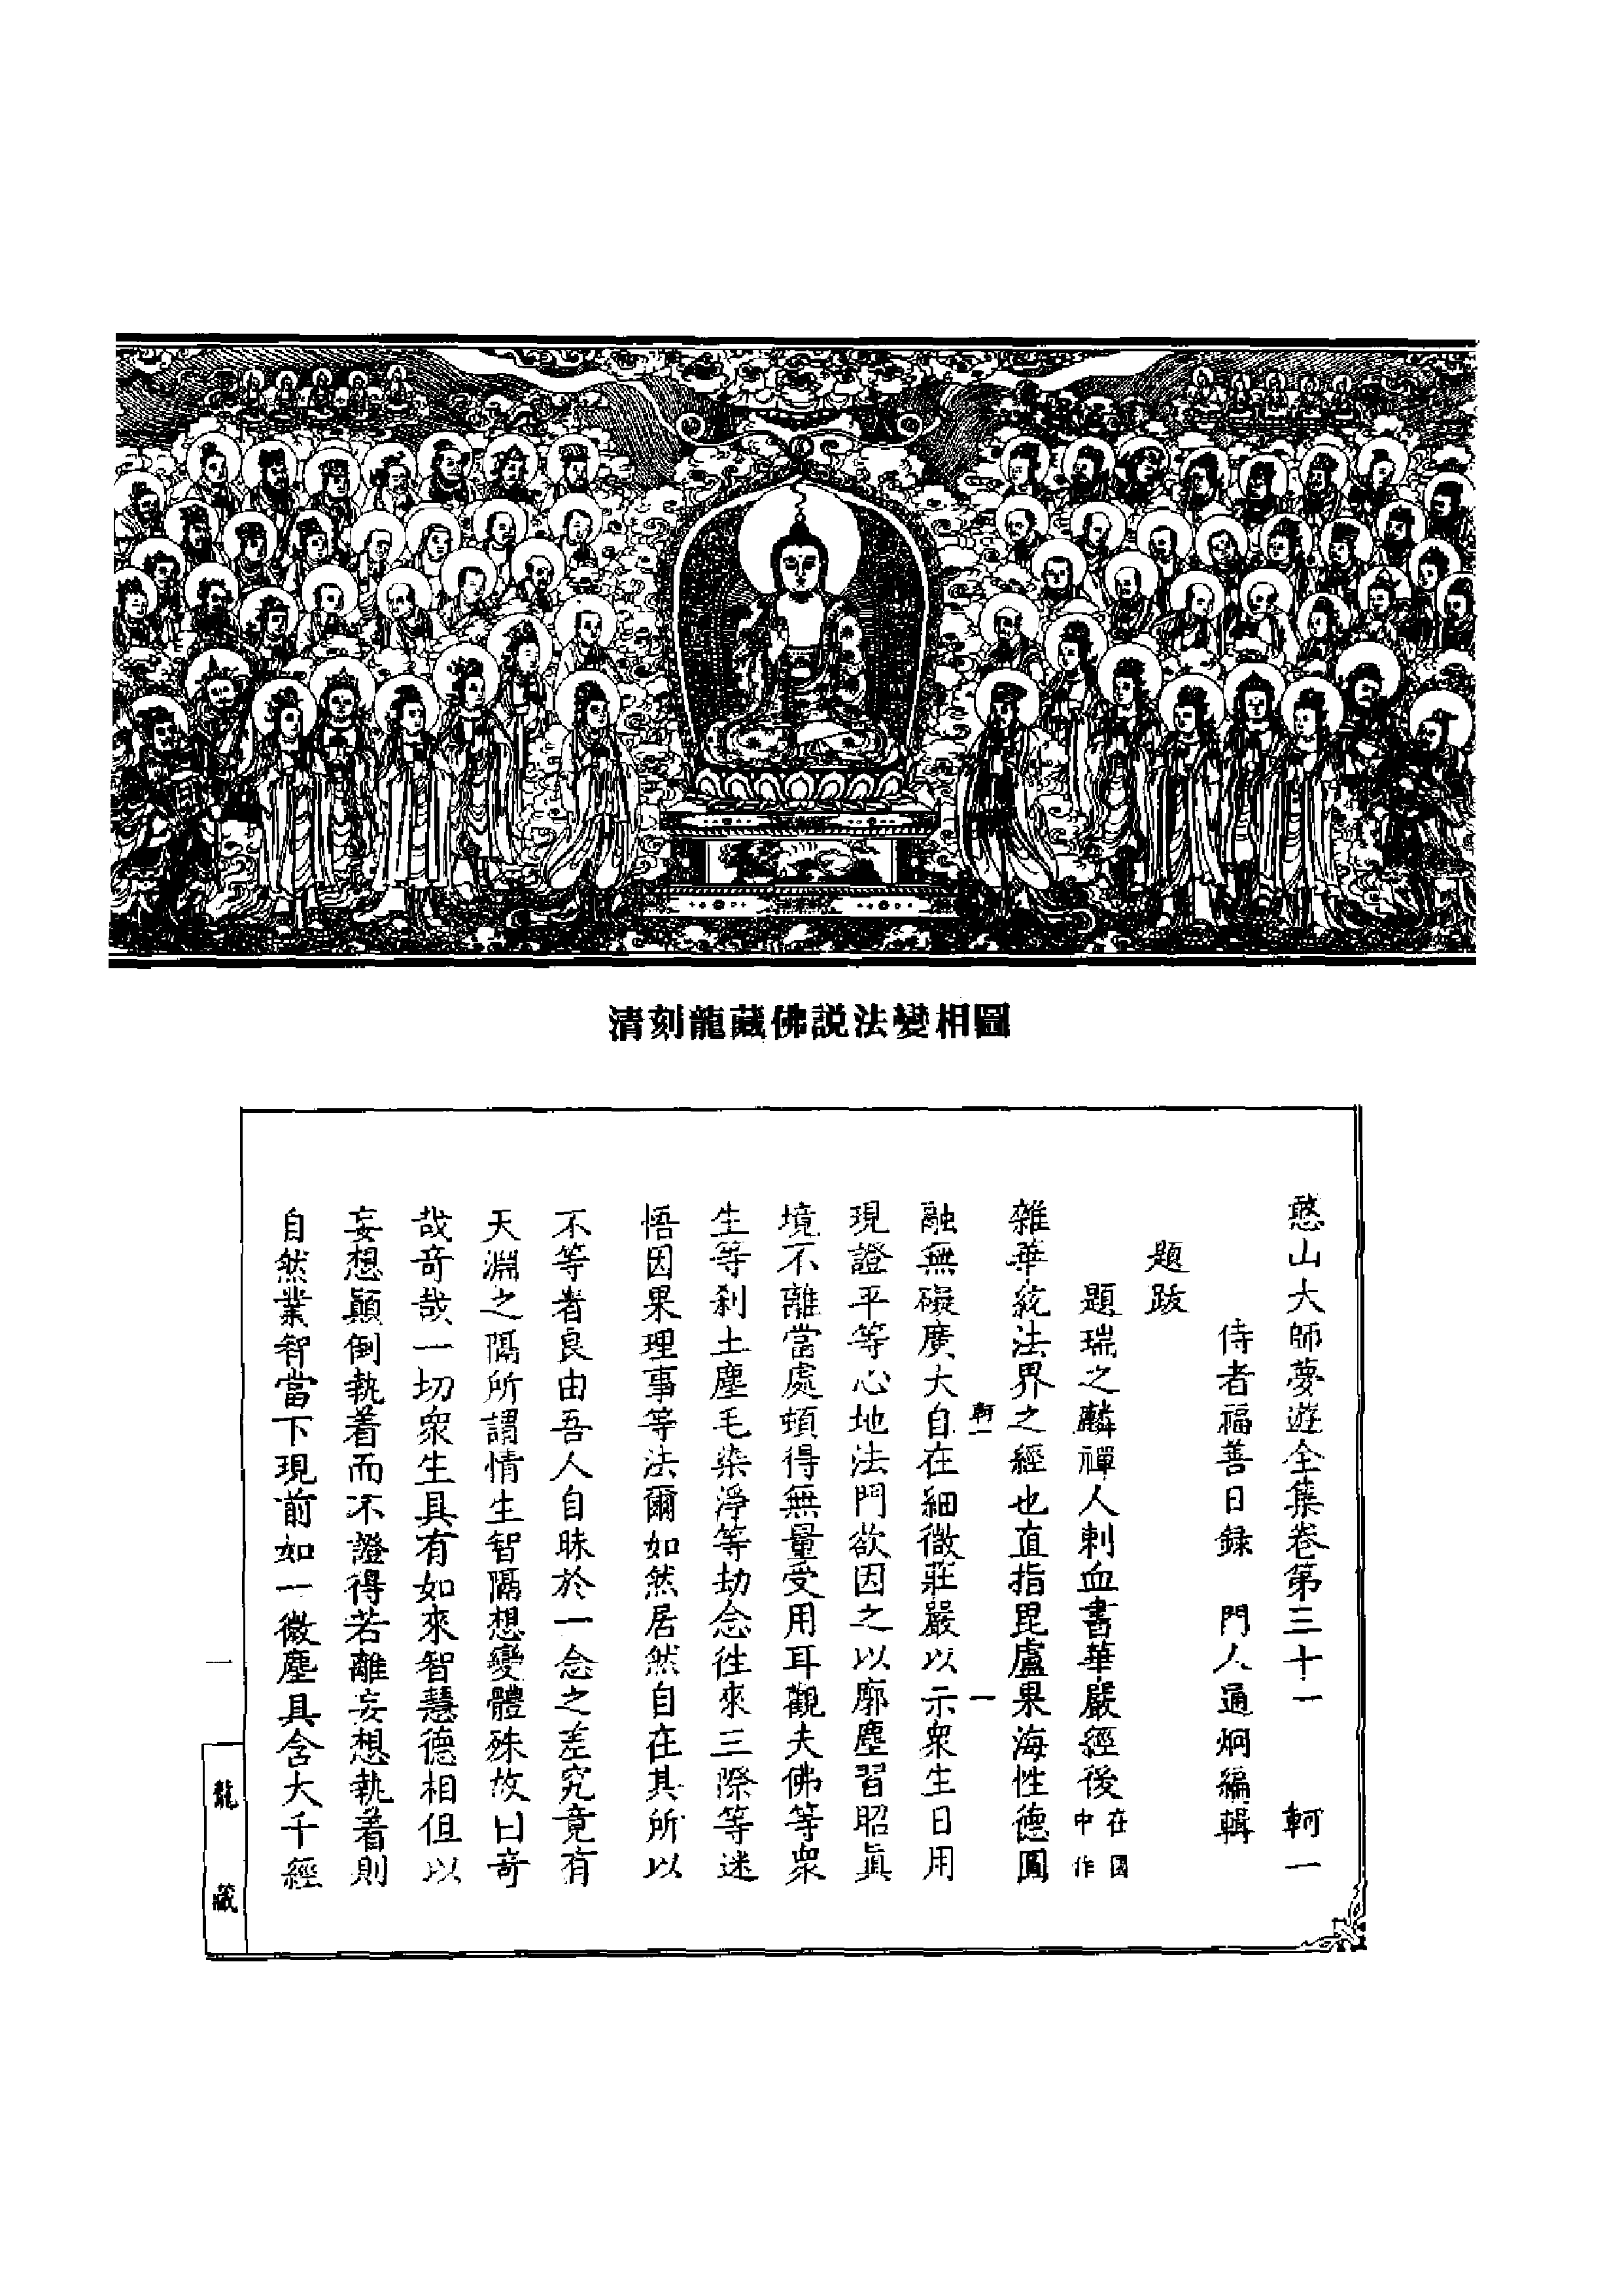 清刻龍藏佛説法變相圖
憨山大師夢遊全集卷第三十一 軻一
侍者福善日錄 門人通炯編輯
題跋
題瑞之麟禪人刺血書華嚴經後在圜中作
雜華統法界之經也直指毘盧果海性德圓
軻一 一
融無礙廣大自在細微莊嚴以示衆生日用
現證平等心地法門欲因之以廓塵習昭眞
境不離當處頓得無量受用耳觀夫佛等衆
生等刹土塵毛染淨等劫念往來三際等迷
悟因果理事等法爾如然居然自在其所以
不等者良由吾人自昧於一念之差究竟有
天淵之隔所謂情生智隔想變體殊故曰奇
哉奇哉一切衆生具有如來智慧德相但以
妄想顚倒執着而不證得若離妄想執着則
自然業智當下現前如一微塵具含大千經
一
龍藏